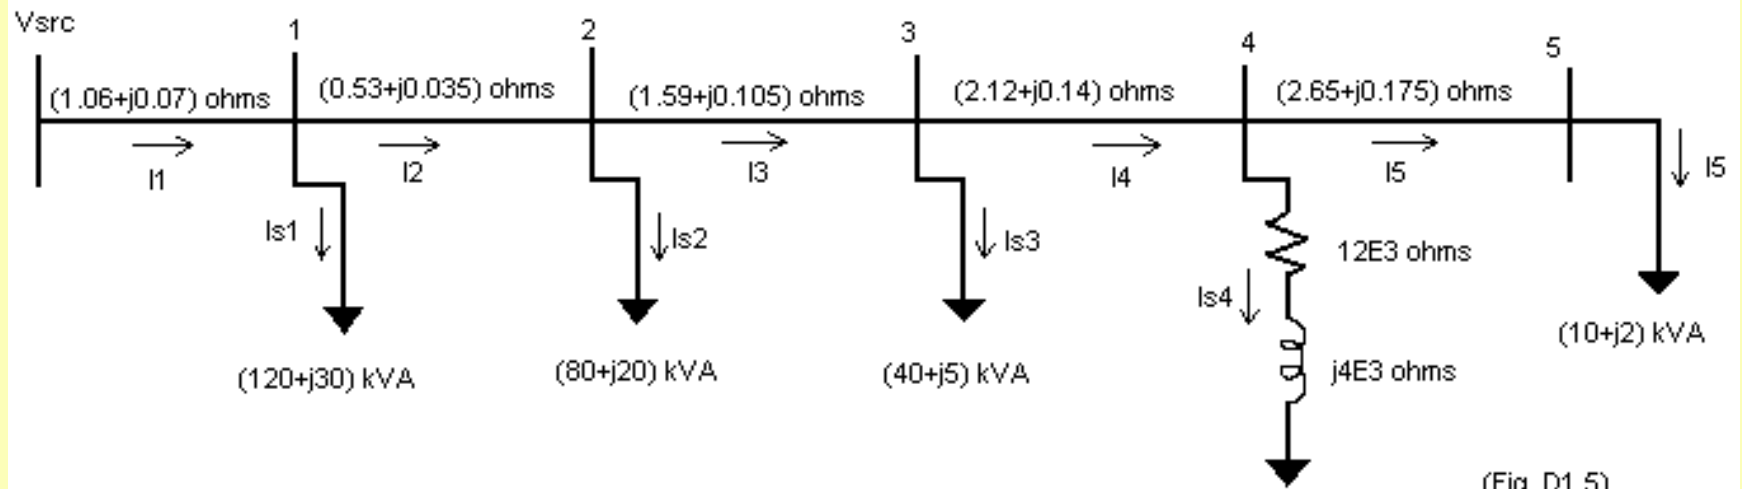 Vsrc
1
2
3
4
5
(1.06+j0.07) ohms
(0.53+j0.035) ohms
(1.59+j0.105) ohms
(2.12+j0.14) ohms
(2.65+j0.175) ohms
I1
I2
I3
I4
I5
I5
Is1
Is2
Is3
Is4
12E3 ohms
j4E3 ohms
(120+j30) kVA
(80+j20) kVA
(40+j5) kVA
(10+j2) kVA
(Fig. D1.5)